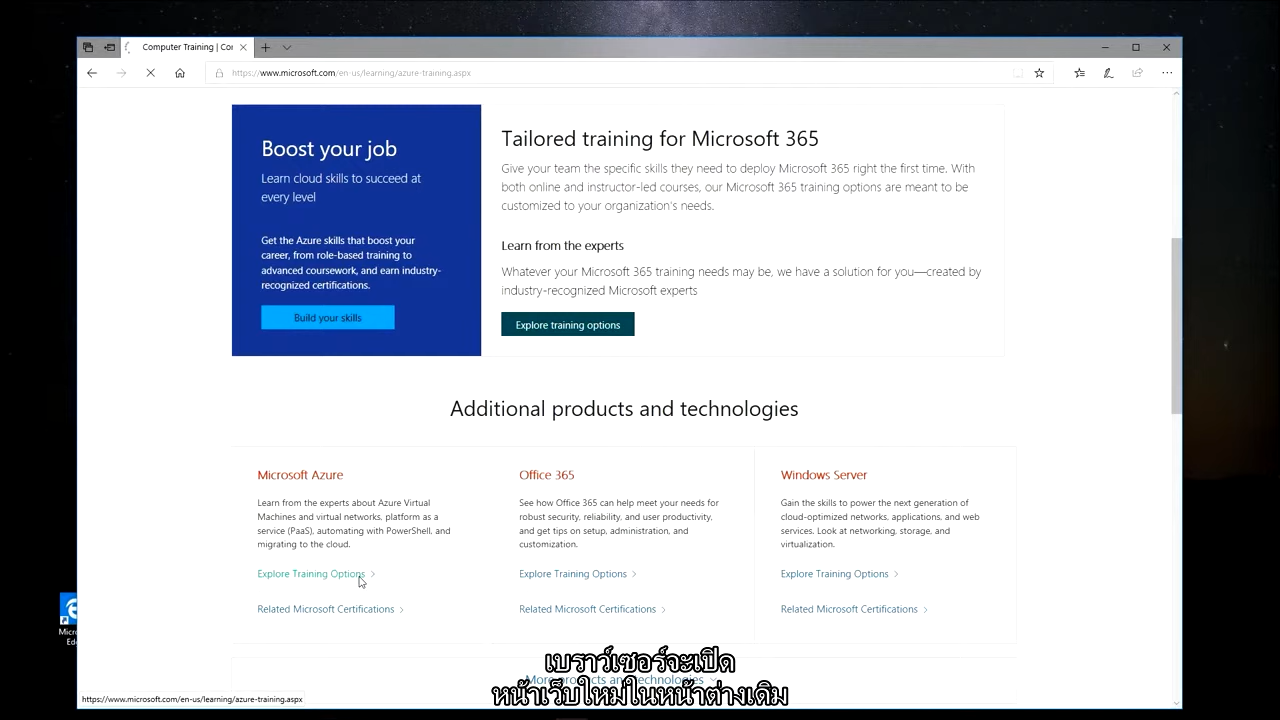 Computer Training | Cor
https://www.microsoft.com/en-us/learning/azure-training.aspx
Boost your job
Learn cloud skills to succeed at
every level
Get the Azure skills that boost your
career, from role-based training to
advanced coursework, and earn industry-
recognized certifications.
Build your skills
Tailored training for Microsoft 365
Give your team the specific skills they need to deploy Microsoft 365 right the first time. With
both online and instructor-led courses, our Microsoft 365 training options are meant to be
customized to your organization's needs.
Learn from the experts
Whatever your Microsoft 365 training needs may be, we have a solution for you—created by
industry-recognized Microsoft experts
Explore training options
Additional products and technologies
Microsoft Azure
Learn from the experts about Azure Virtual
Machines and virtual networks, platform as a
service (PaaS), automating with PowerShell, and
migrating to the cloud.
Explore Training Options
Related Microsoft Certifications
Office 365
See how Office 365 can help meet your needs for
robust security, reliability, and user productivity,
and get tips on setup, administration, and
customization.
Explore Training Options
Related Microsoft Certifications
Windows Server
Gain the skills to power the next generation of
cloud-optimized networks, applications, and web
services. Look at networking, storage, and
virtualization.
Explore Training Options
Related Microsoft Certifications
More products and technologies
Micro
Ed
เบราว์เซอร์จะเปิด
หน้าเว็บใหม่ในหน้าต่างเดิม
https://www.microsoft.com/en-us/learning/azure-training.aspx